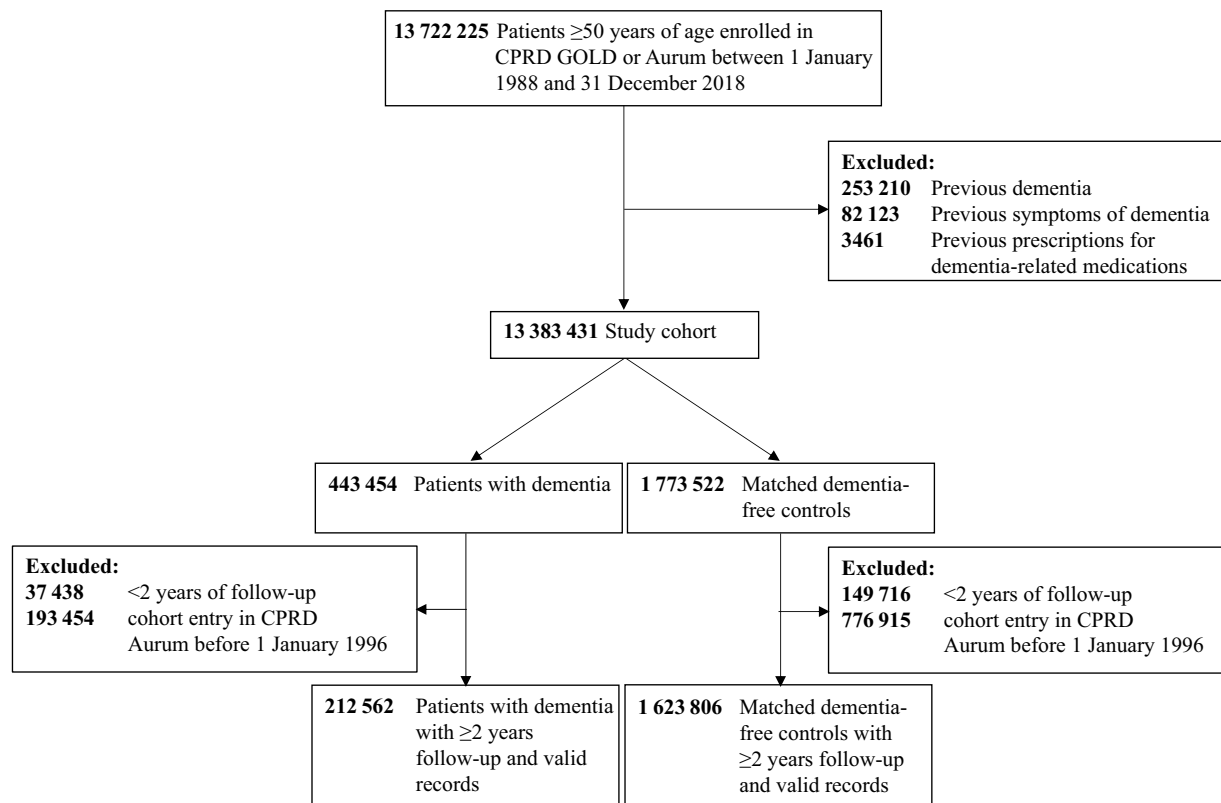 13 722 225 Patients ≥50 years of age enrolled in
CPRD GOLD or Aurum between 1 January
1988 and 31 December 2018
Excluded:
253 210 Previous dementia
82 123 Previous symptoms of dementia
3461 Previous prescriptions for
dementia-related medications
13 383 431 Study cohort
443 454 Patients with dementia
1 773 522 Matched dementia-
free controls
Excluded:
37 438 <2 years of follow-up
193 454 cohort entry in CPRD
Aurum before 1 January 1996
Excluded:
149 716 <2 years of follow-up
776 915 cohort entry in CPRD
Aurum before 1 January 1996
212 562 Patients with dementia
with ≥2 years
follow-up and valid
records
1 623 806 Matched dementia-
free controls with
≥2 years follow-up
and valid records